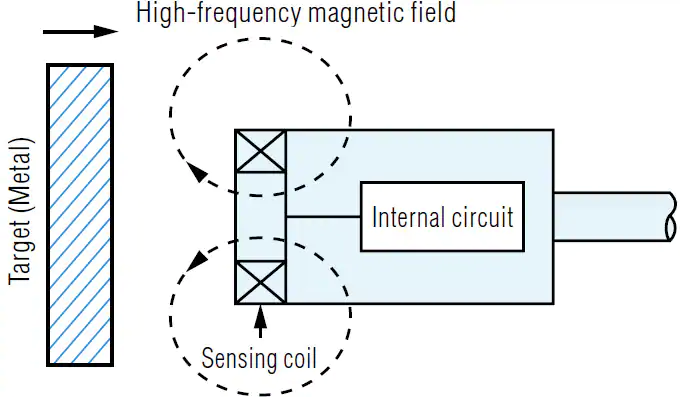 High-frequency magnetic field
Target (Metal)
Internal circuit
Sensing coil